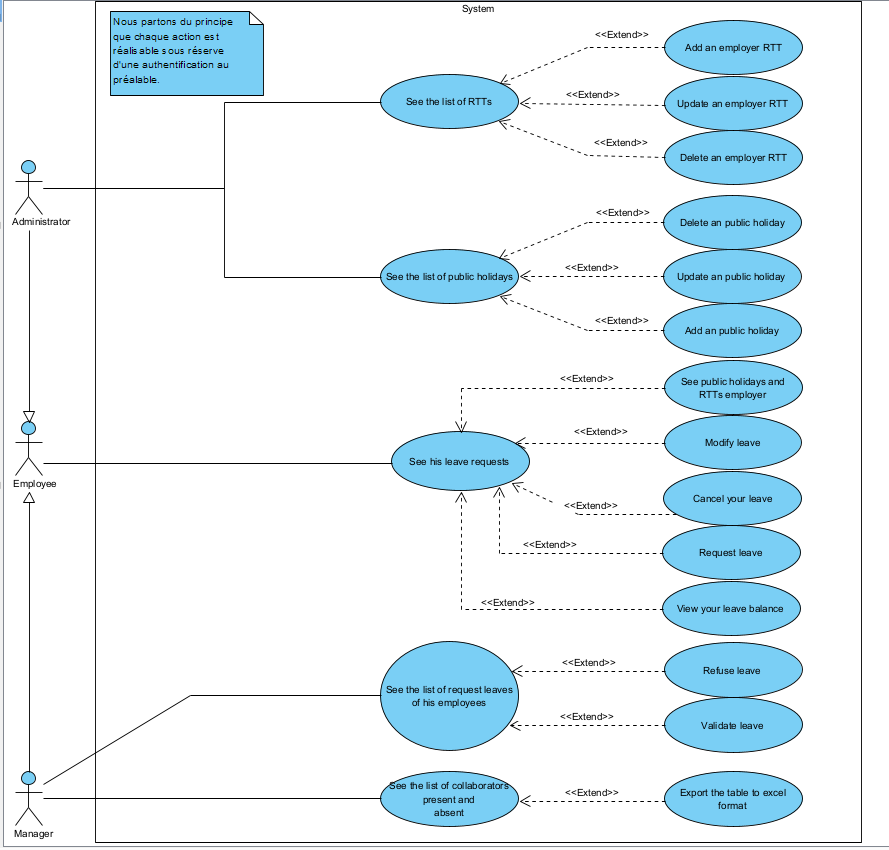 System
Nous partons du principe
que chaque action est
réalisable sous réserve
d'une authentification au
préalable.
<<Extend>>
Add an employer RTT
See the list of RTTs
<<Extend>>
Update an employer RTT
<<Extend>>
Delete an employer RTT
Administrator
<<Extend>>
Delete an public holiday
See the list of public holidays
<<Extend>>
Update an public holiday
<<Extend>>
Add an public holiday
<<Extend>>
See public holidays and
RTTs employer
<<Extend>>
Modify leave
See his leave requests
Employee
<<Extend>>
Cancel your leave
<<Extend>>
Request leave
<<Extend>>
View your leave balance
<<Extend>>
Refuse leave
See the list of request leaves
of his employees
<<Extend>>
Validate leave
See the list of collaborators
present and
absent
<<Extend>>
Export the table to excel
format
Manager